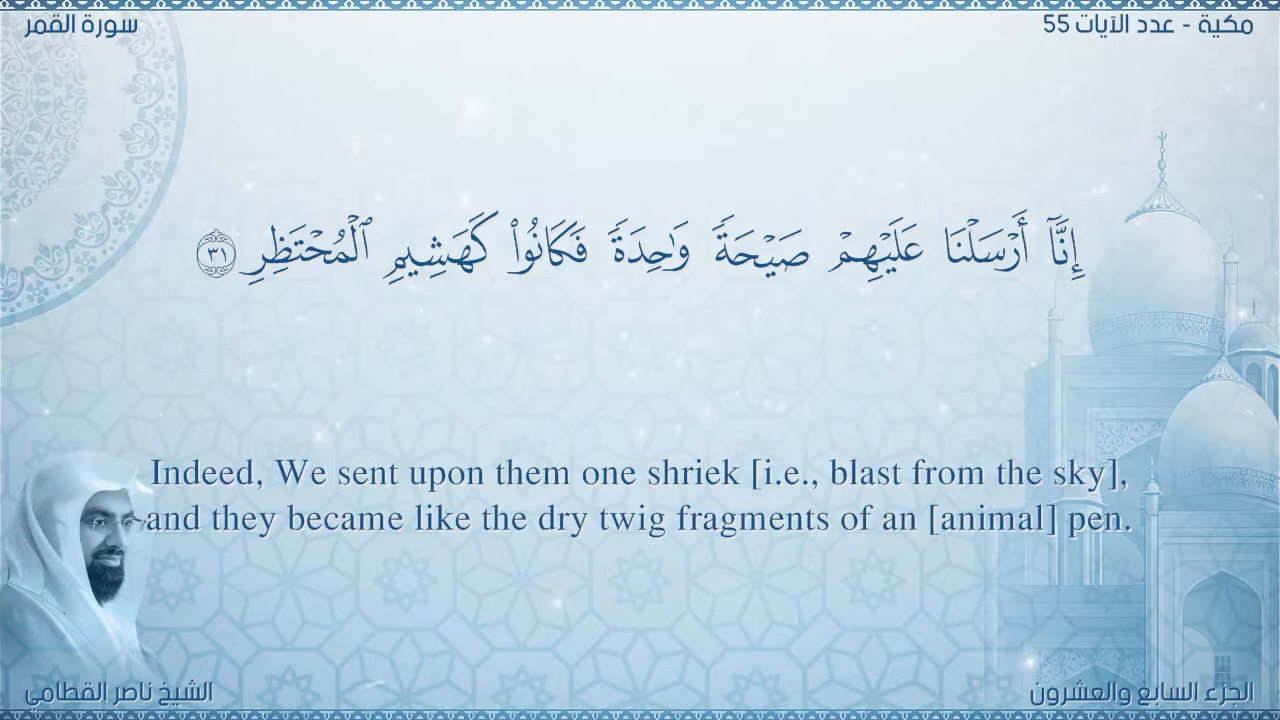 مكية - عدد الآيات 55
سورة القمر
إِنَّآ أَرْسَلْنَا عَلَيْهِمْ صَيْحَةً وَٰحِدَةً فَكَانُوا۟ كَهَشِيمِ ٱلْمُحْتَظِرِ ٣١
Indeed, We sent upon them one shriek [i.e., blast from the sky],
and they became like the dry twig fragments of an [animal] pen.
الجزء السابع والعشرون
الشيخ ناصر القطامي